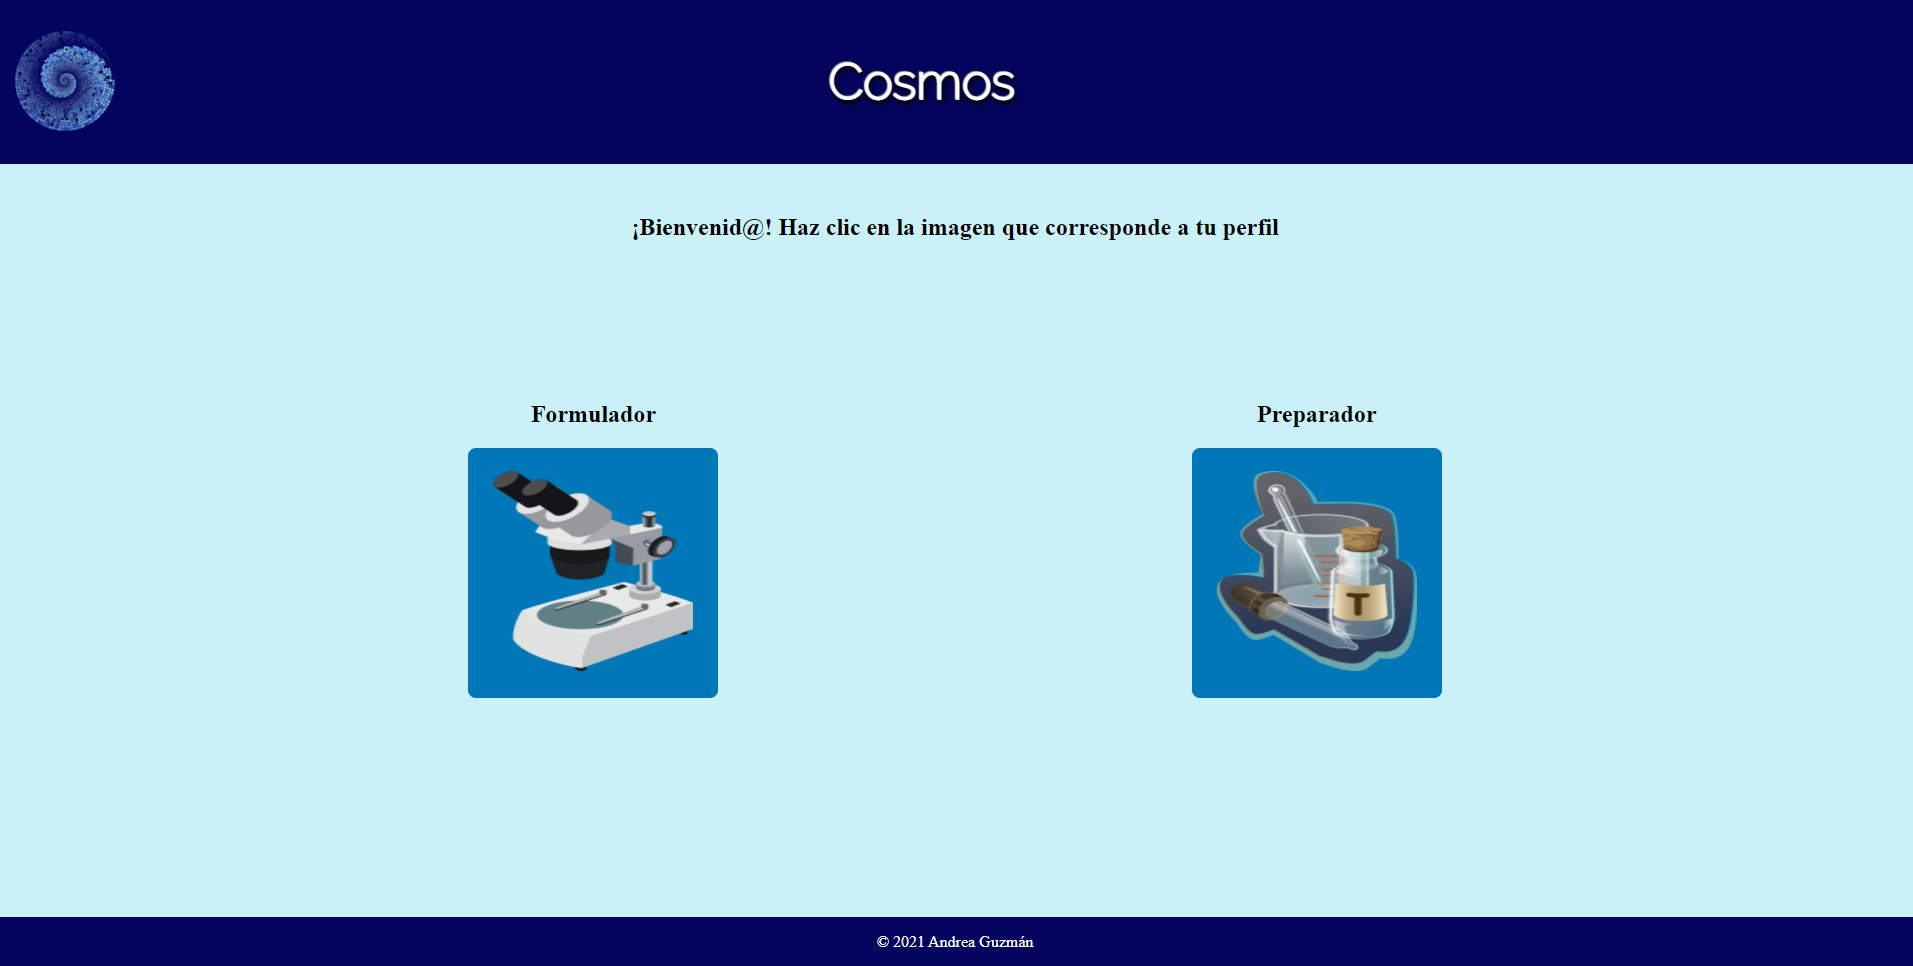 Cosmos
¡Bienvenid@! Haz clic en la imagen que corresponde a tu perfil
Formulador
Preparador
T
© 2021 Andrea Guzmán